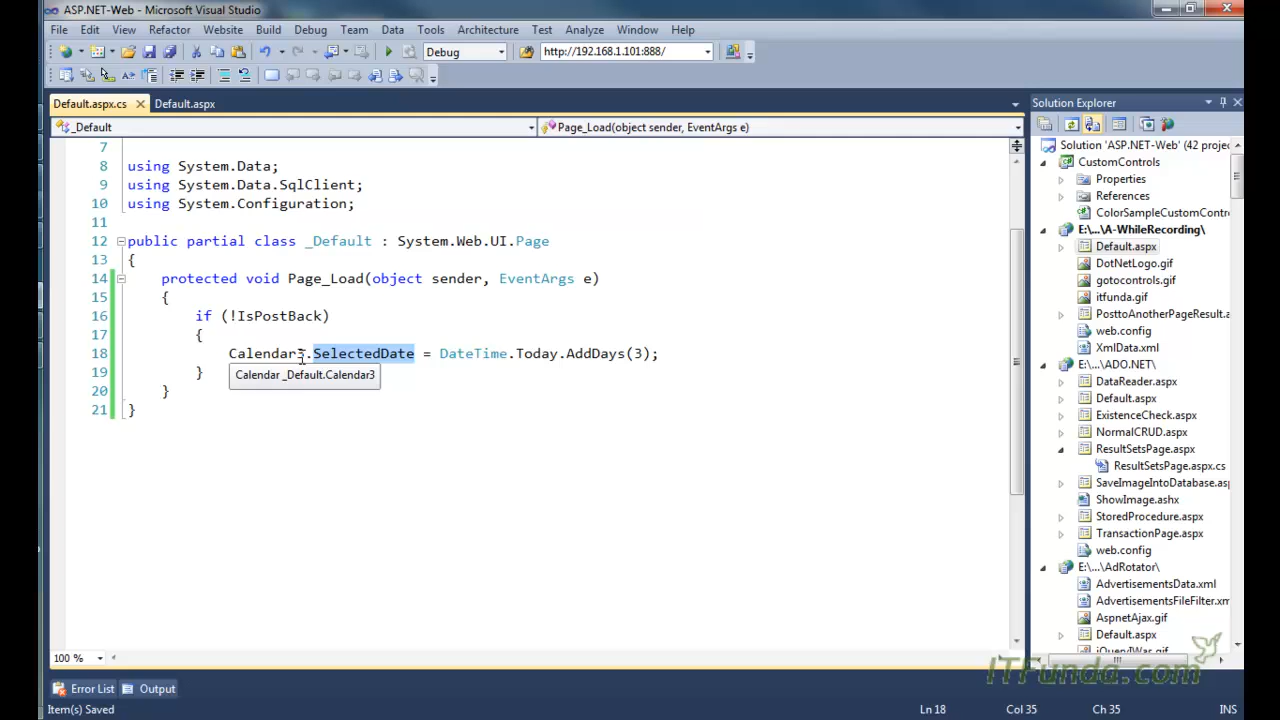 ASP.NET-Web - Microsoft Visual Studio
File Edit View Refactor Website Build Debug Team Data Tools Architecture Test Analyze Window Help
Debug http://192.168.1.101:888/
Default.aspx.cs Default.aspx
_Default Page_Load(object sender, EventArgs e)
7
8 using System.Data;
9 using System.Data.SqlClient;
10 using System.Configuration;
11
12 public partial class _Default : System.Web.UI.Page
13 {
14 protected void Page_Load(object sender, EventArgs e)
15 {
16 if (!IsPostBack)
17 {
18 Calendar3.SelectedDate = DateTime.Today.AddDays(3);
19 }
Calendar _Default.Calendar3
20 }
21 }
100 %
Solution Explorer
Solution 'ASP.NET-Web' (42 projec
CustomControls
Properties
References
ColorSampleCustomContro
E:\...\A-WhileRecording\
Default.aspx
DotNetLogo.gif
gotocontrols.gif
itfunda.gif
PosttoAnotherPageResult.a
web.config
XmlData.xml
E:\...\ADO.NET\
DataReader.aspx
Default.aspx
ExistenceCheck.aspx
NormalCRUD.aspx
ResultSetsPage.aspx
ResultSetsPage.aspx.cs
SaveImageIntoDatabase.asp
ShowImage.ashx
StoredProcedure.aspx
TransactionPage.aspx
web.config
E:\...\AdRotator\
AdvertisementsData.xml
AdvertisementsFileFilter.xm
AspnetAjax.gif
Default.aspx
jQueryIWar.gif
ITFunda.com
Error List Output
Item(s) Saved Ln 18 Col 35 Ch 35 INS